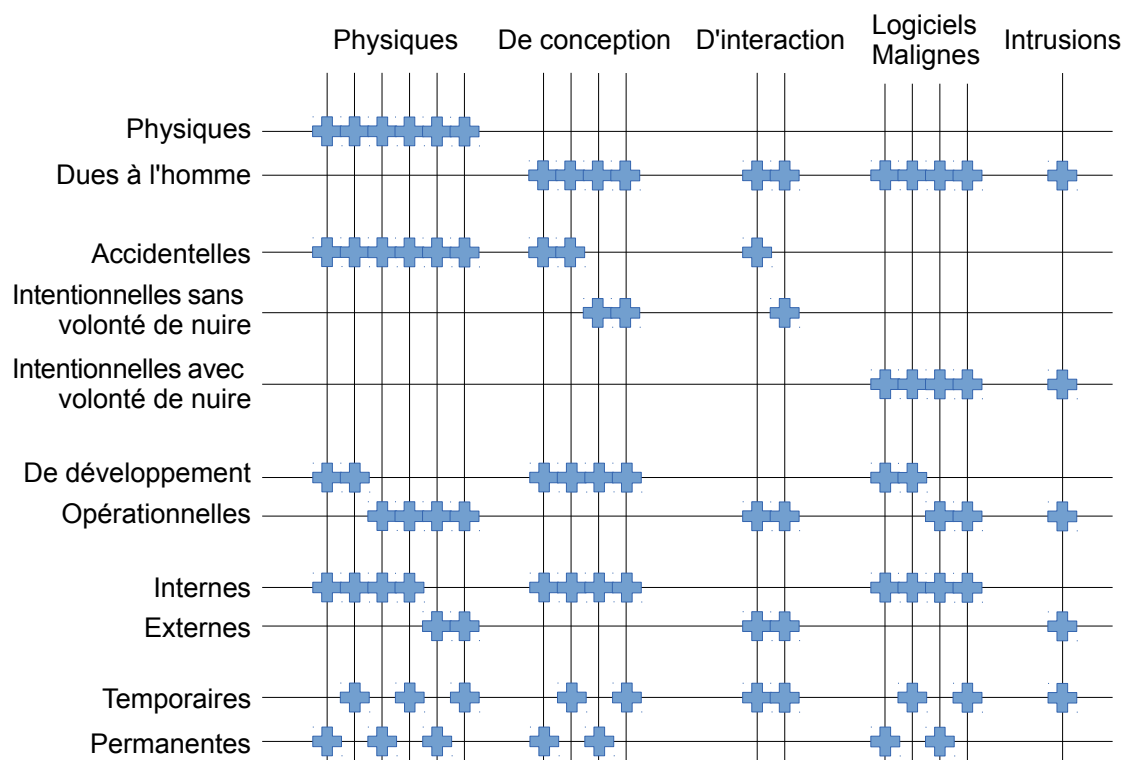 Physiques
De conception
D'interaction
Logiciels
Malignes
Intrusions
Physiques
Dues à l'homme
Accidentelles
Intentionnelles sans
volonté de nuire
Intentionnelles avec
volonté de nuire
De développement
Opérationnelles
Internes
Externes
Temporaires
Permanentes